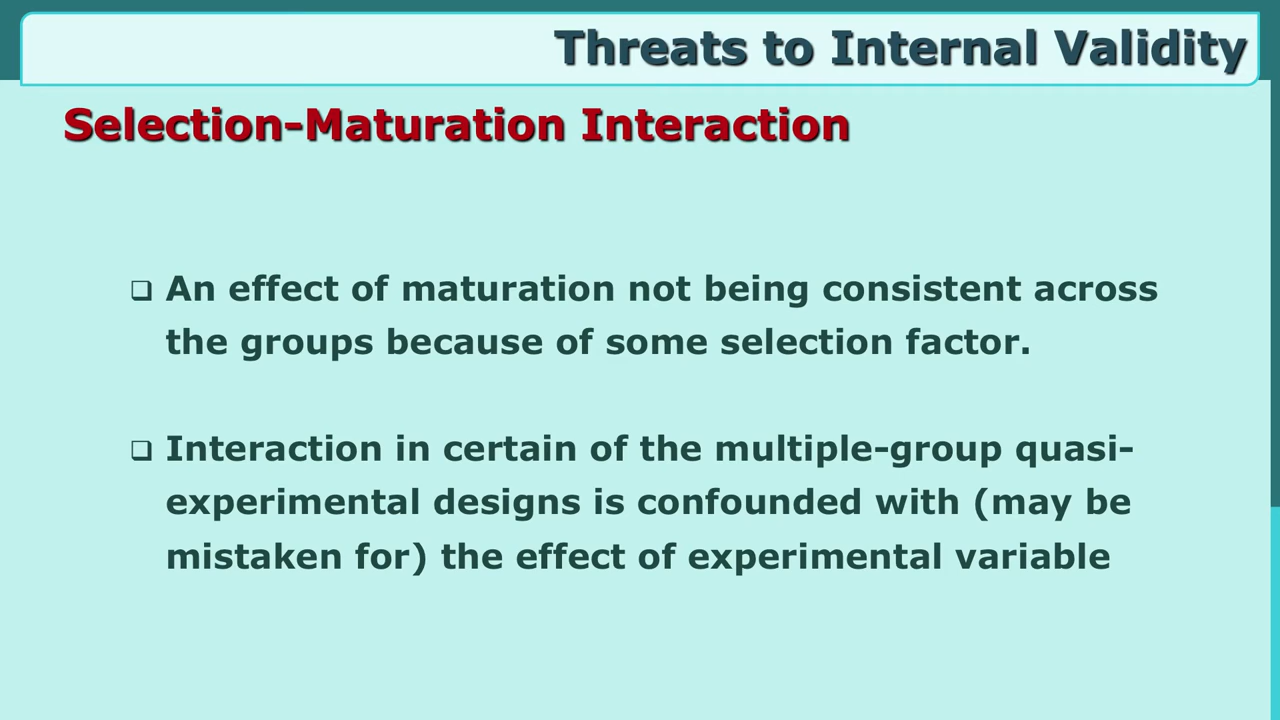 Threats to Internal Validity
Selection-Maturation Interaction
❑ An effect of maturation not being consistent across
the groups because of some selection factor.
❑ Interaction in certain of the multiple-group quasi-
experimental designs is confounded with (may be
mistaken for) the effect of experimental variable